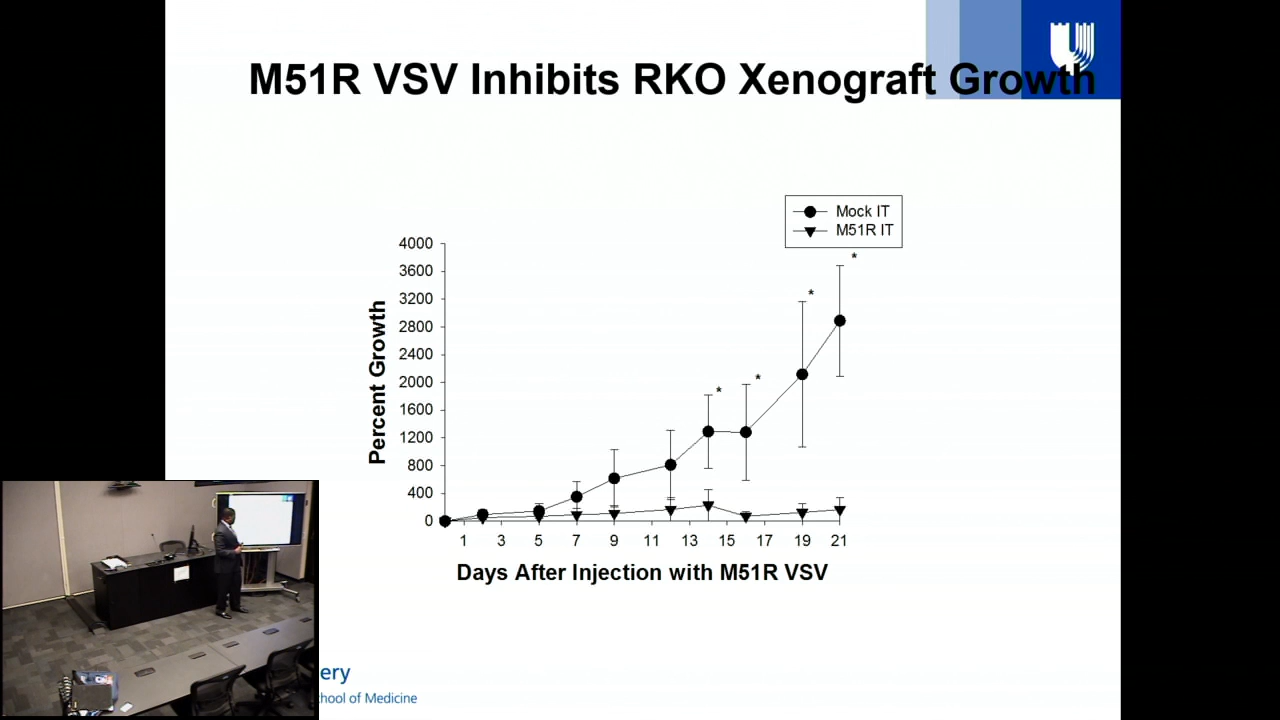 M51R VSV Inhibits RKO Xenograft Growth
Mock IT
M51R IT
4000
3600
3200
2800
2400
2000
1600
1200
800
400
0
Percent Growth
*
*
*
*
1 3 5 7 9 11 13 15 17 19 21
Days After Injection with M51R VSV
ery
hool of Medicine